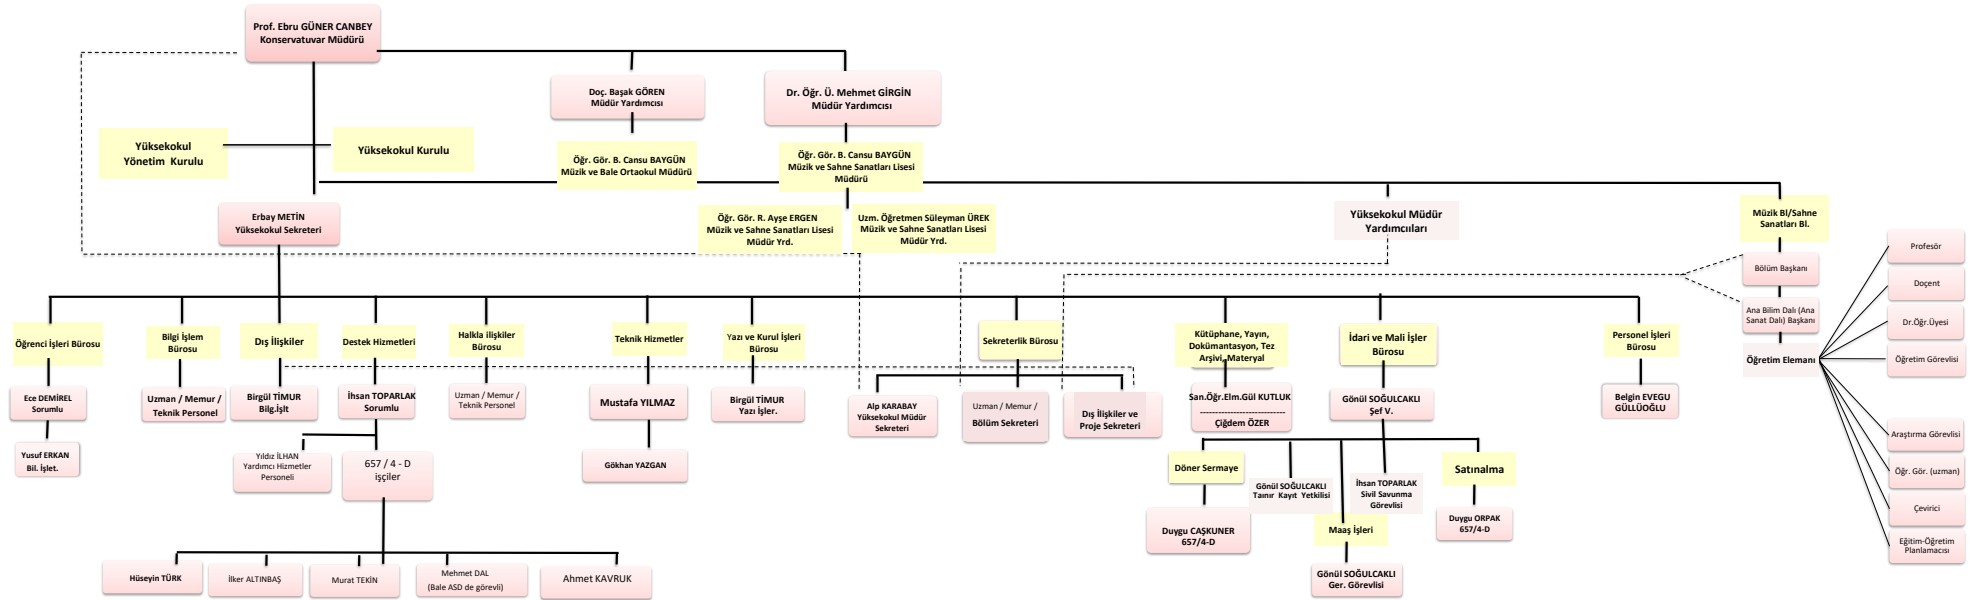 Prof. Ebru GÜNER CANBEY
Konservatuvar Müdürü
Doç. Başak GÖREN
Müdür Yardımcısı
Dr. Öğr. Ü. Mehmet GİRGİN
Müdür Yardımcısı
Yüksekokul
Yönetim Kurulu
Yüksekokul Kurulu
Öğr. Gör. B. Cansu BAYGÜN
Müzik ve Bale Ortaokul Müdürü
Öğr. Gör. B. Cansu BAYGÜN
Müzik ve Sahne Sanatları Lisesi
Müdürü
Erbay METİN
Yüksekokul Sekreteri
Öğr. Gör. R. Ayşe ERGEN
Müzik ve Sahne Sanatları Lisesi
Müdür Yrd.
Uzm. Öğretmen Süleyman ÜREK
Müzik ve Sahne Sanatları Lisesi
Müdür Yrd.
Yüksekokul Müdür
Yardımcııları
Müzik Bl/Sahne
Sanatları Bl.
Bölüm Başkanı
Ana Bilim Dalı (Ana
Sanat Dalı) Başkanı
Öğretim Elemanı
Profesör
Doçent
Dr.Öğr.Üyesi
Öğretim Görevlisi
Araştırma Görevlisi
Öğr. Gör. (uzman)
Çevirici
Eğitim-Öğretim
Planlamacısı
Öğrenci İşleri Bürosu
Bilgi İşlem
Bürosu
Dış İlişkiler
Destek Hizmetleri
Halkla ilişkiler
Bürosu
Teknik Hizmetler
Yazı ve Kurul İşleri
Bürosu
Sekreterlik Bürosu
Kütüphane, Yayın,
Dokümantasyon, Tez
Arşivi, Materyal
İdari ve Mali İşler
Bürosu
Personel İşleri
Bürosu
Ece DEMİREL
Sorumlu
Uzman / Memur /
Teknik Personel
Birgül TİMUR
Bilg.İşlt
İhsan TOPARLAK
Sorumlu
Uzman / Memur /
Teknik Personel
Mustafa YILMAZ
Birgül TİMUR
Yazı İşler.
Alp KARABAY
Yüksekokul Müdür
Sekreteri
Uzman / Memur /
Bölüm Sekreteri
Dış İlişkiler ve
Proje Sekreteri
San.Öğr.Elm.Gül KUTLUK
----------------------------
Çiğdem ÖZER
Gönül SOĞULCAKLI
Şef V.
Belgin EVEGU
GÜLLÜOĞLU
Yusuf ERKAN
Bil. İşlet.
Yıldız İLHAN
Yardımcı Hizmetler
Personeli
657 / 4 - D
işçiler
Gökhan YAZGAN
Döner Sermaye
Gönül SOĞULCAKLI
Taınır Kayıt Yetkilisi
İhsan TOPARLAK
Sivil Savunma
Görevlisi
Satınalma
Duygu CAŞKUNER
657/4-D
Maaş İşleri
Duygu ORPAK
657/4-D
Gönül SOĞULCAKLI
Ger. Görevlisi
Hüseyin TÜRK
İlker ALTINBAŞ
Murat TEKİN
Mehmet DAL
(Bale ASD de görevli)
Ahmet KAVRUK